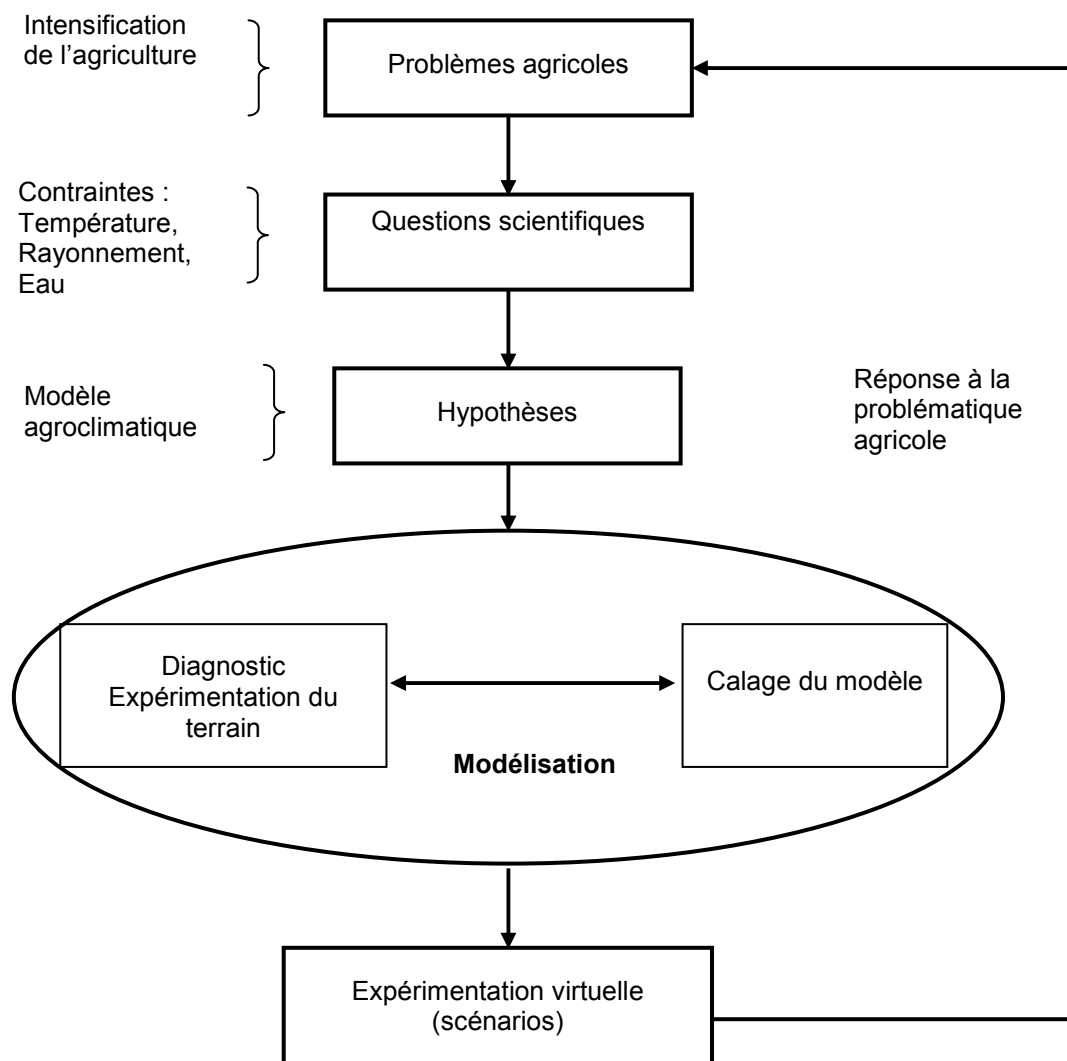 Intensification
de l’agriculture
Problèmes agricoles
Contraintes :
Température,
Rayonnement,
Eau
Questions scientifiques
Modèle
agroclimatique
Hypothèses
Réponse à la
problématique
agricole
Diagnostic
Expérimentation du
terrain
Calage du modèle
Modélisation
Expérimentation virtuelle
(scénarios)